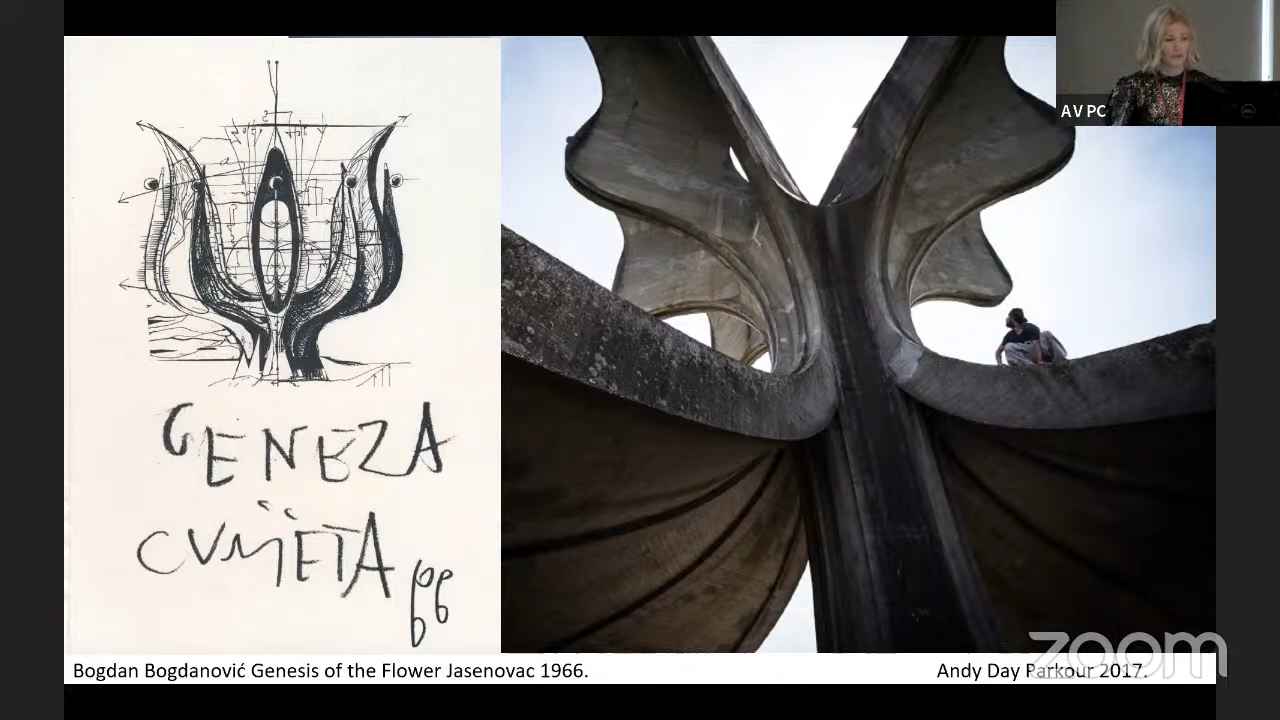 AV PC
GENEZA
CVIJETA
66
Bogdan Bogdanović Genesis of the Flower Jasenovac 1966.
Andy Day Parkour 2017.
zoom